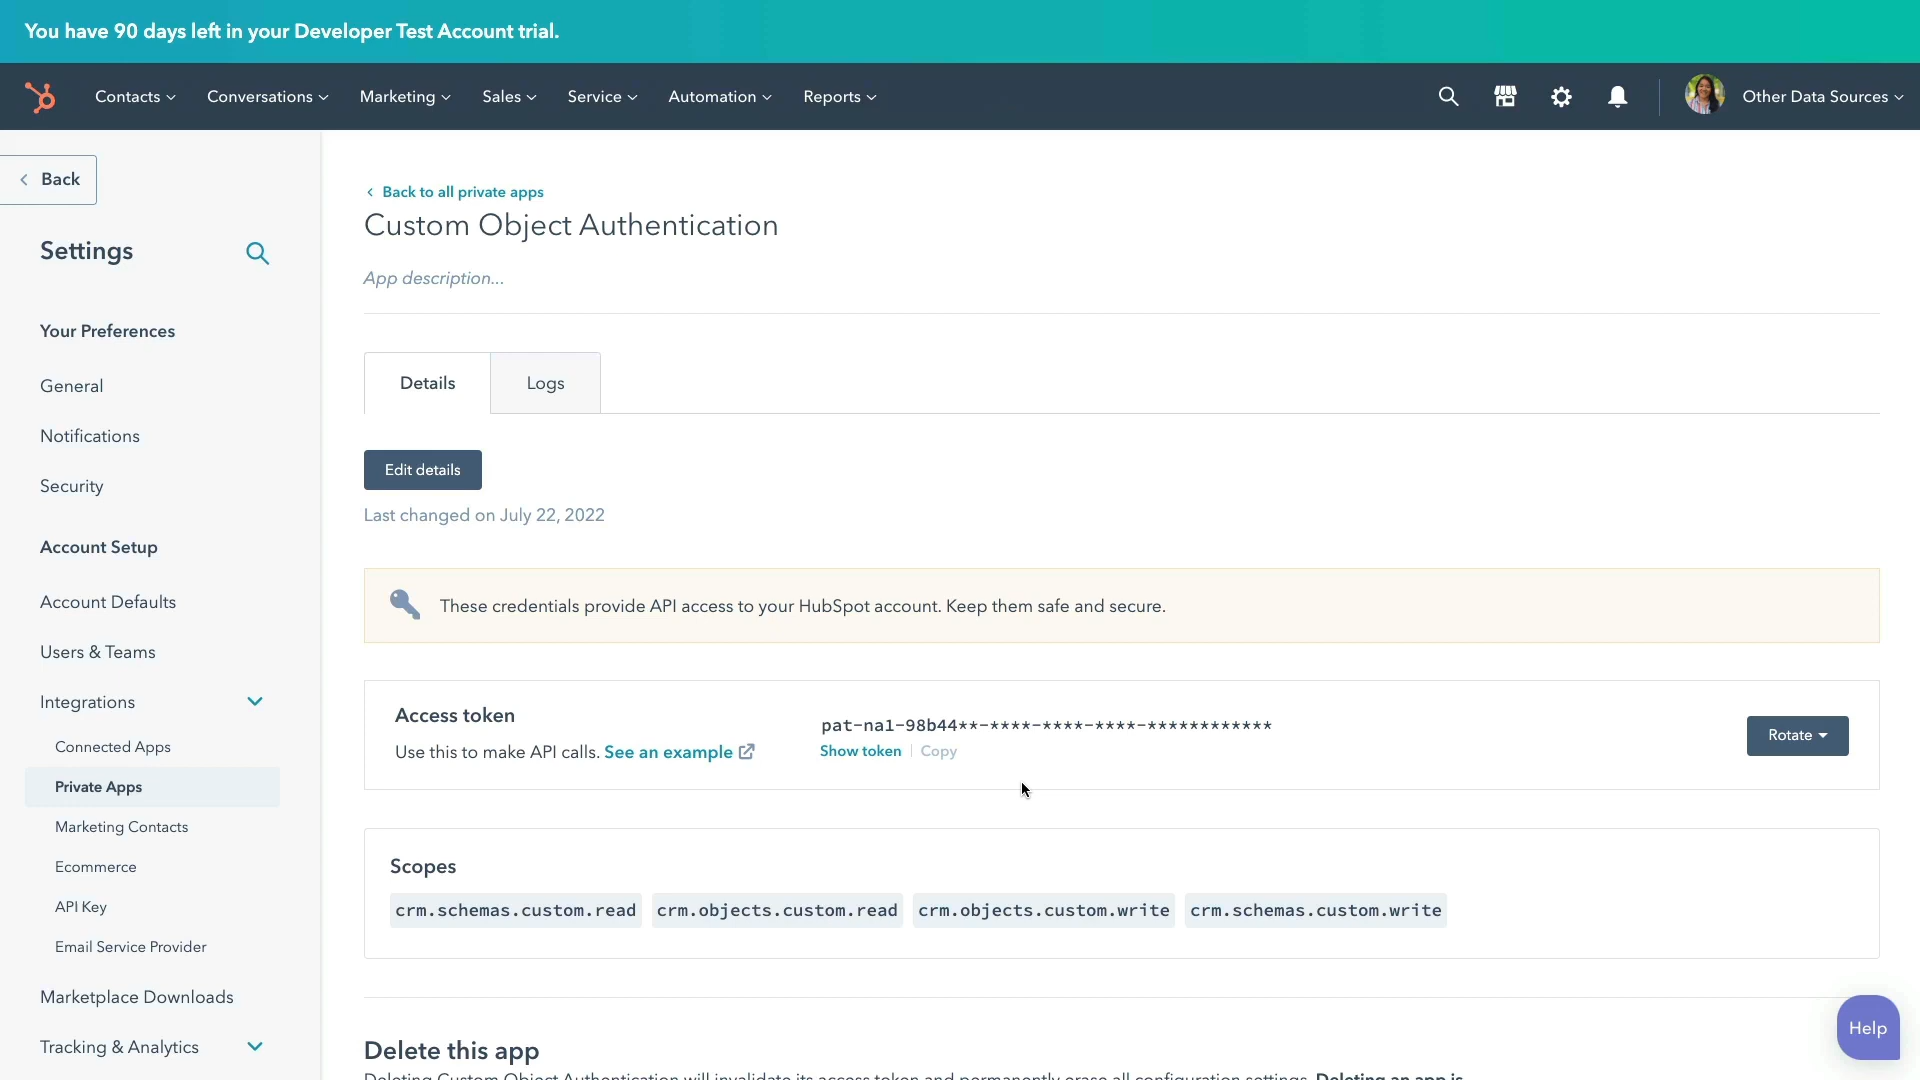 You have 90 days left in your Developer Test Account trial.
Contacts Conversations Marketing Sales Service Automation Reports Other Data Sources
Back
Settings
Your Preferences
General
Notifications
Security
Account Setup
Account Defaults
Users & Teams
Integrations
Connected Apps
Private Apps
Marketing Contacts
Ecommerce
API Key
Email Service Provider
Marketplace Downloads
Tracking & Analytics
Back to all private apps
Custom Object Authentication
App description...
Details Logs
Edit details
Last changed on July 22, 2022
These credentials provide API access to your HubSpot account. Keep them safe and secure.
Access token
Use this to make API calls. See an example
pat-na1-98b44**-****-****-****-************
Show token Copy
Rotate
Scopes
crm.schemas.custom.read crm.objects.custom.read crm.objects.custom.write crm.schemas.custom.write
Delete this app
Deleting Custom Object Authentication will invalidate its access token and permanently erase all configuration settings. Deleting an app is
Help